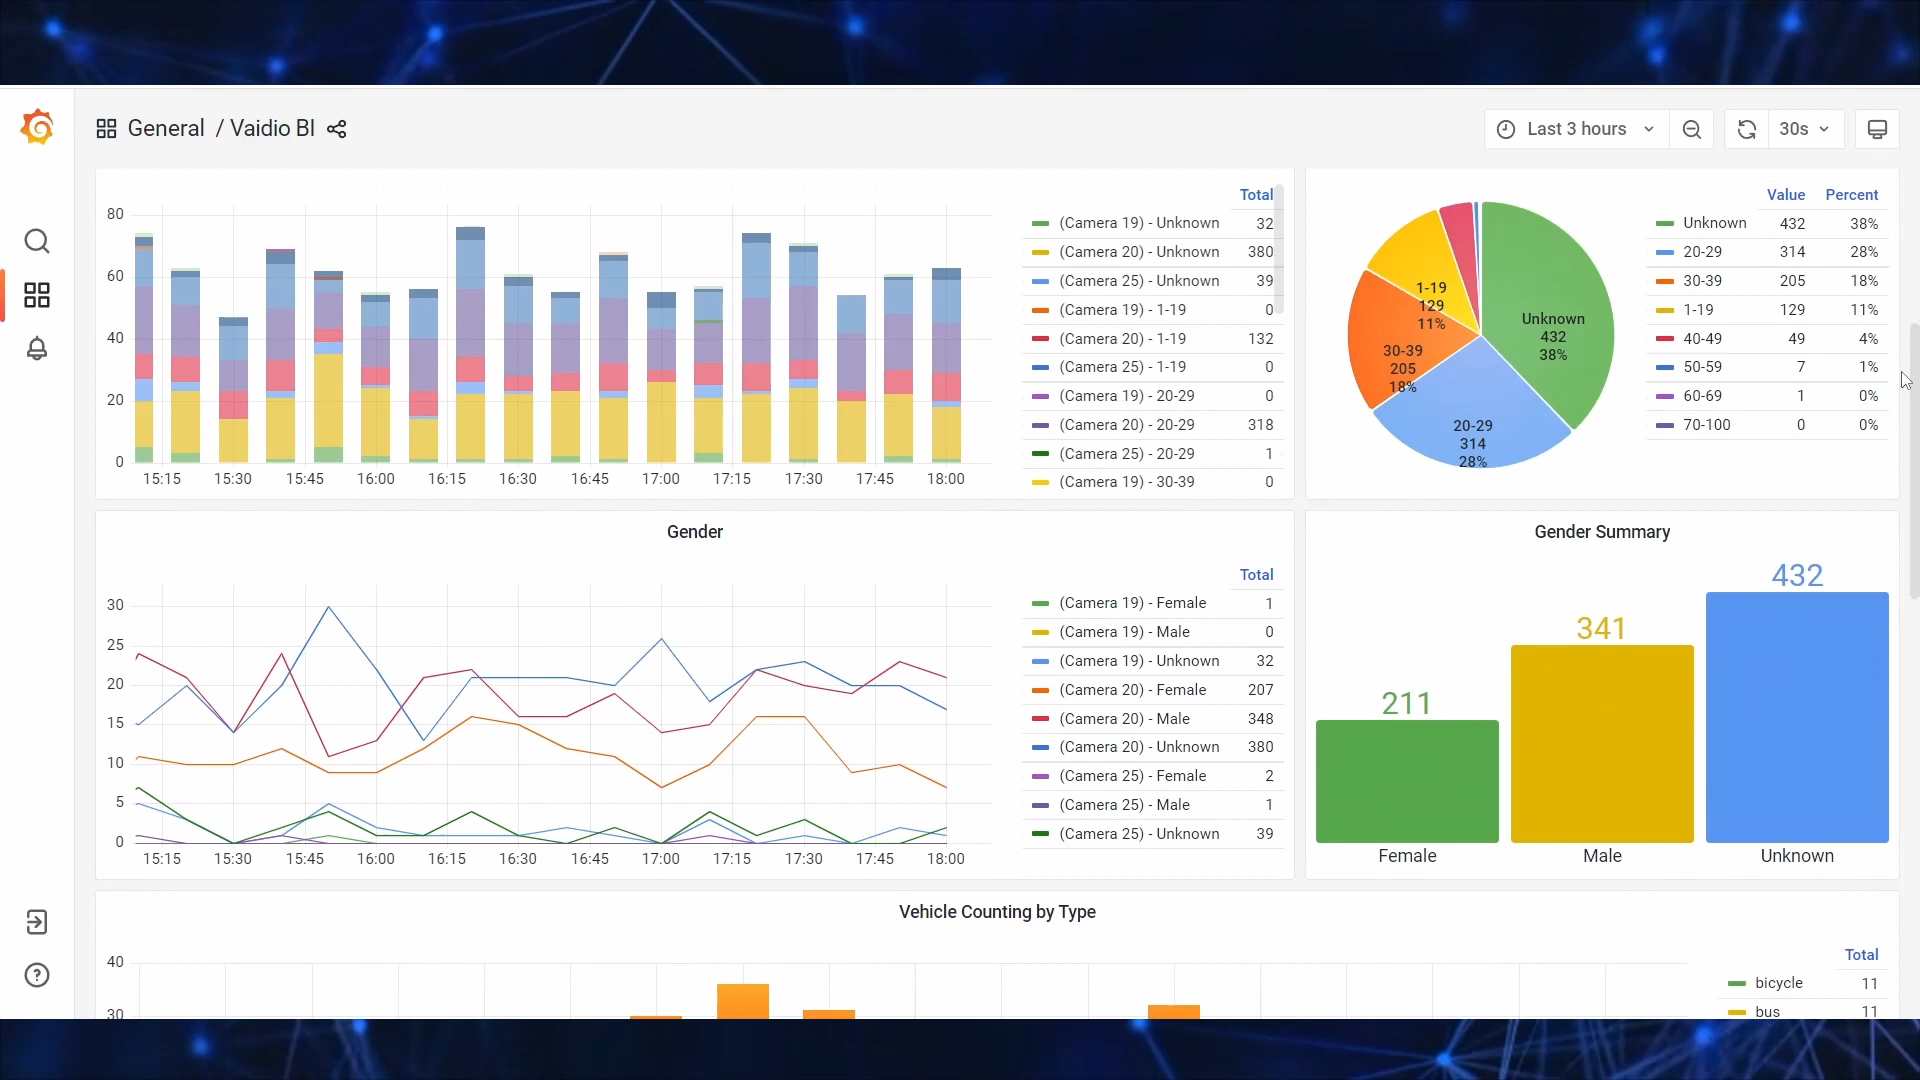 General / Vaidio BI
Last 3 hours
30s
80
60
40
20
0
15:15 15:30 15:45 16:00 16:15 16:30 16:45 17:00 17:15 17:30 17:45 18:00
Total
(Camera 19) - Unknown 32
(Camera 20) - Unknown 380
(Camera 25) - Unknown 39
(Camera 19) - 1-19 0
(Camera 20) - 1-19 132
(Camera 25) - 1-19 0
(Camera 19) - 20-29 0
(Camera 20) - 20-29 318
(Camera 25) - 20-29 1
(Camera 19) - 30-39 0
1-19
129
11%
Unknown
432
38%
30-39
205
18%
20-29
314
28%
Value Percent
Unknown 432 38%
20-29 314 28%
30-39 205 18%
1-19 129 11%
40-49 49 4%
50-59 7 1%
60-69 1 0%
70-100 0 0%
Gender
30
25
20
15
10
5
0
15:15 15:30 15:45 16:00 16:15 16:30 16:45 17:00 17:15 17:30 17:45 18:00
Total
(Camera 19) - Female 1
(Camera 19) - Male 0
(Camera 19) - Unknown 32
(Camera 20) - Female 207
(Camera 20) - Male 348
(Camera 20) - Unknown 380
(Camera 25) - Female 2
(Camera 25) - Male 1
(Camera 25) - Unknown 39
Gender Summary
211
341
432
Female Male Unknown
Vehicle Counting by Type
40
30
Total
bicycle 11
bus 11